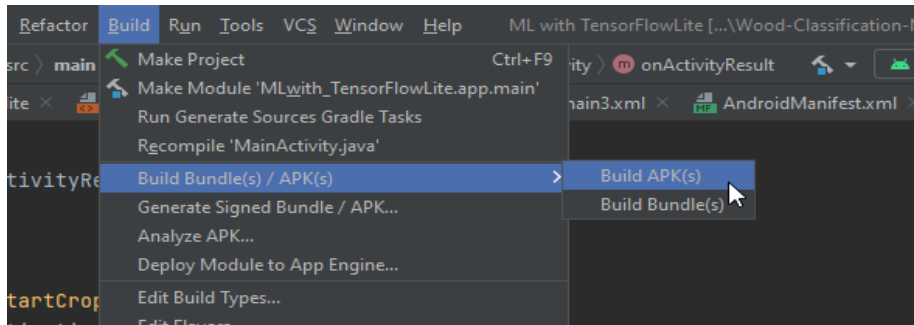 Refactor Build Run Tools VCS Window Help ML with TensorFlowLite [...\Wood-Classification-
src main Make Project Ctrl+F9 ity onActivityResult
ite Make Module 'MLwith_TensorFlowLite.app.main' main3.xml AndroidManifest.xml
Run Generate Sources Gradle Tasks
Recompile 'MainActivity.java'
tivityRe Build Bundle(s) / APK(s) Build APK(s)
Generate Signed Bundle / APK... Build Bundle(s)
Analyze APK...
Deploy Module to App Engine...
tartCrop Edit Build Types...